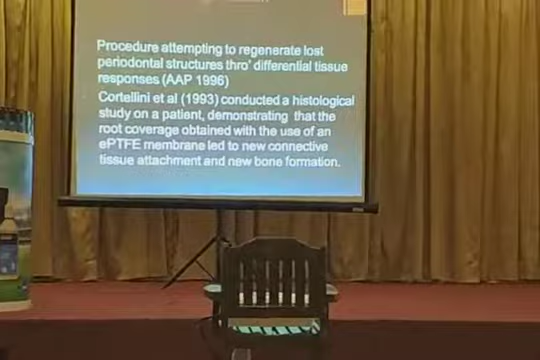 Procedure attempting to regenerate lost
periodontal structures thro' differential tissue
responses (AAP 1996)
Cortellini et al (1993) conducted a histological
study on a patient, demonstrating that the
root coverage obtained with the use of an
ePTFE membrane led to new connective
tissue attachment and new bone formation.